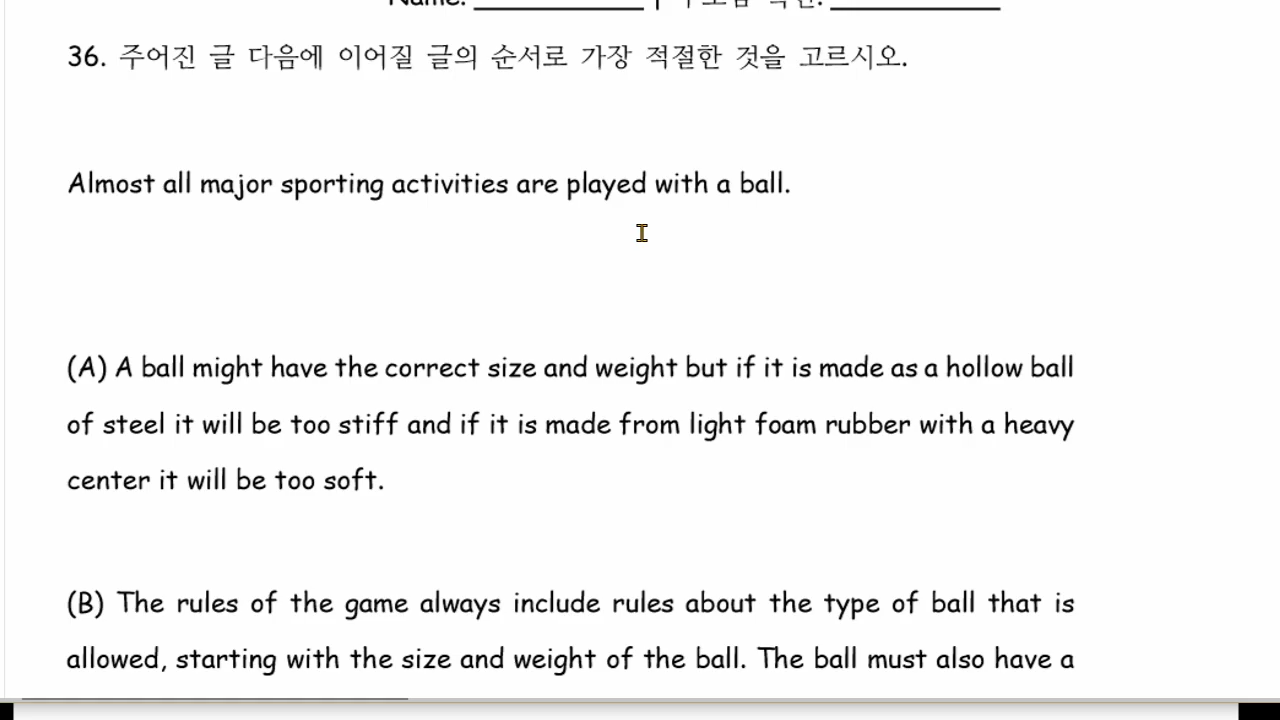 Name: ____________ |
36. 주어진 글 다음에 이어질 글의 순서로 가장 적절한 것을 고르시오.
Almost all major sporting activities are played with a ball.
(A) A ball might have the correct size and weight but if it is made as a hollow ball
of steel it will be too stiff and if it is made from light foam rubber with a heavy
center it will be too soft.
(B) The rules of the game always include rules about the type of ball that is
allowed, starting with the size and weight of the ball. The ball must also have a